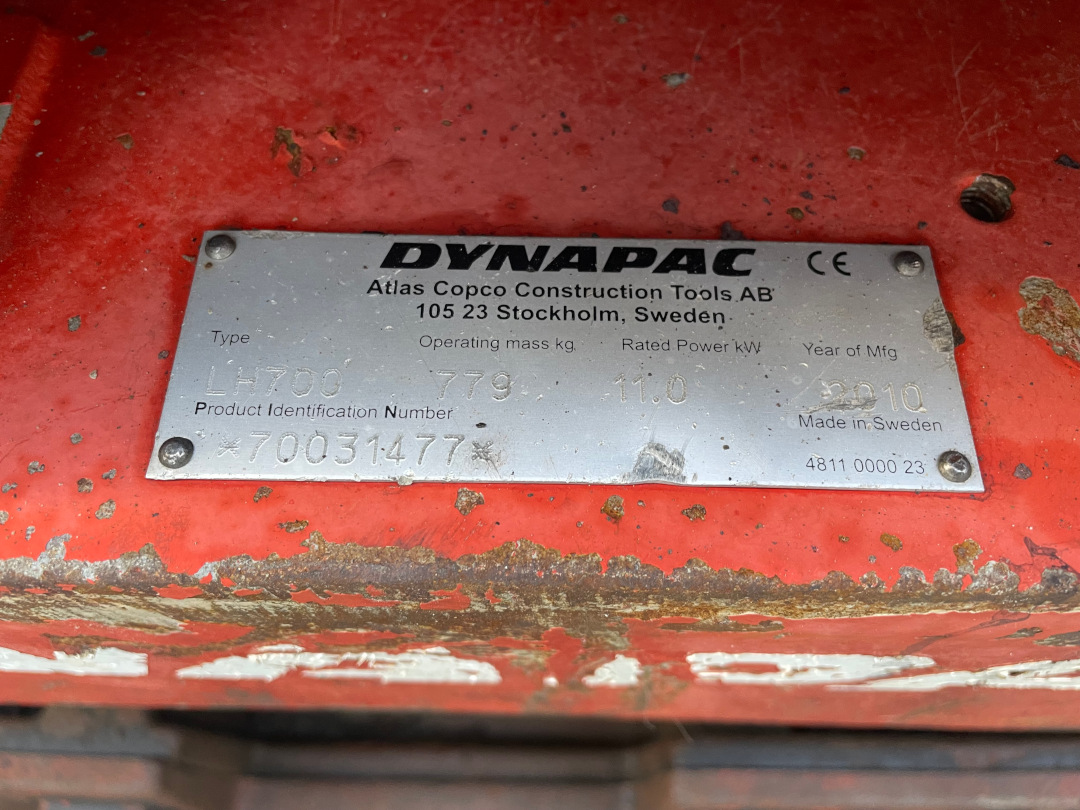 DYNAPAC CE
Atlas Copco Construction Tools AB
105 23 Stockholm, Sweden
Type Operating mass kg Rated Power kW Year of Mfg
LH700 779 11.0 2010
Product Identification Number Made in Sweden
*70031477*
4811 0000 23